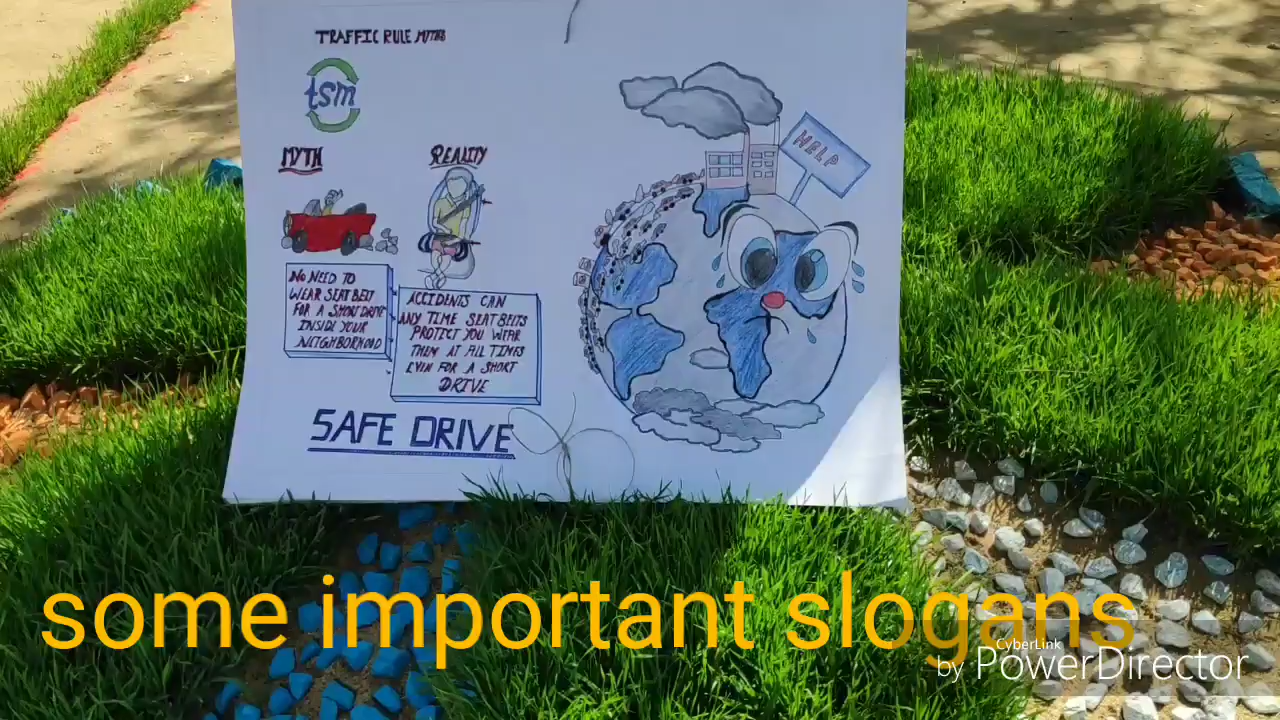 TRAFFIC RULE MYTHS
tsm
MYTH
REALITY
NO NEED TO
WEAR SEAT BELT
FOR A SHORT DRIVE
INSIDE YOUR
NEIGHBORHOOD
ACCIDENTS CAN
ANY TIME SEAT BELTS
PROTECT YOU WEAR
THEM AT ALL TIMES
EVEN FOR A SHORT
DRIVE
SAFE DRIVE
HELP
some important slogans
CyberLink
by PowerDirector